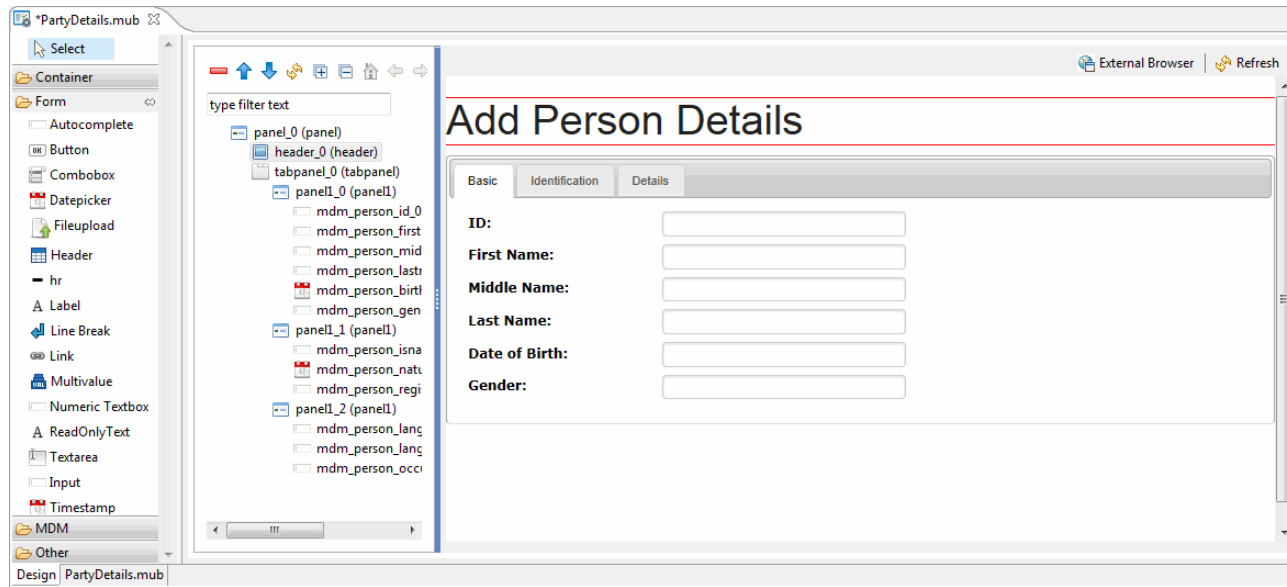 *PartyDetails.mub
Select
Container
Form
Autocomplete
Button
Combobox
Datepicker
Fileupload
Header
hr
A Label
Line Break
Link
Multivalue
Numeric Textbox
A ReadOnlyText
Textarea
Input
Timestamp
MDM
Other
Design PartyDetails.mub
type filter text
panel_0 (panel)
header_0 (header)
tabpanel_0 (tabpanel)
panel1_0 (panel1)
mdm_person_id_0
mdm_person_first
mdm_person_mid
mdm_person_lastr
mdm_person_birtl
mdm_person_gen
panel1_1 (panel1)
mdm_person_isna
mdm_person_natu
mdm_person_regi
panel1_2 (panel1)
mdm_person_lang
mdm_person_lang
mdm_person_occu
External Browser Refresh
Add Person Details
Basic Identification Details
ID:
First Name:
Middle Name:
Last Name:
Date of Birth:
Gender: